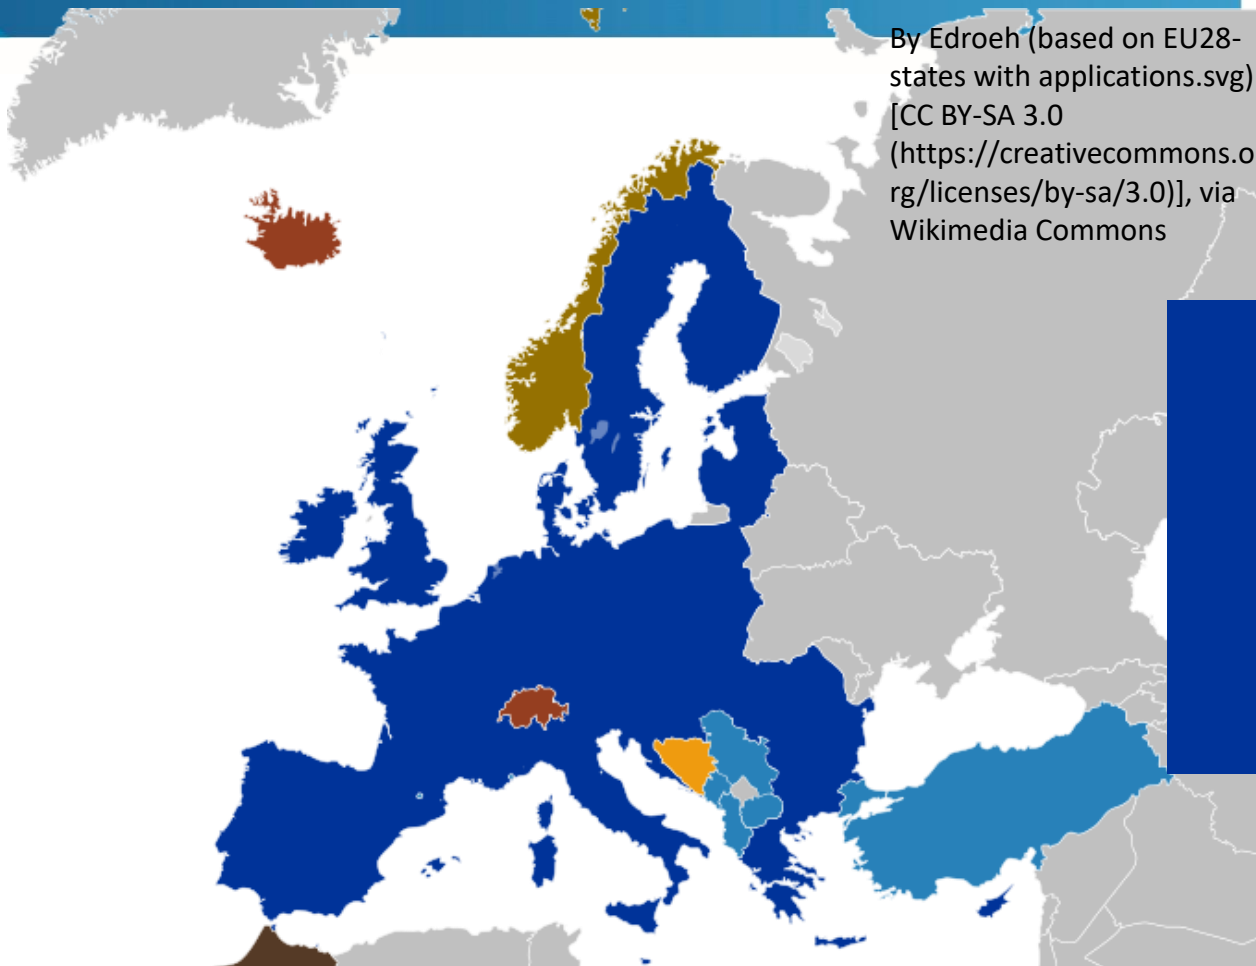 By Edroeh (based on EU28-
states with applications.svg)
[CC BY-SA 3.0
(https://creativecommons.o
rg/licenses/by-sa/3.0)], via
Wikimedia Commons